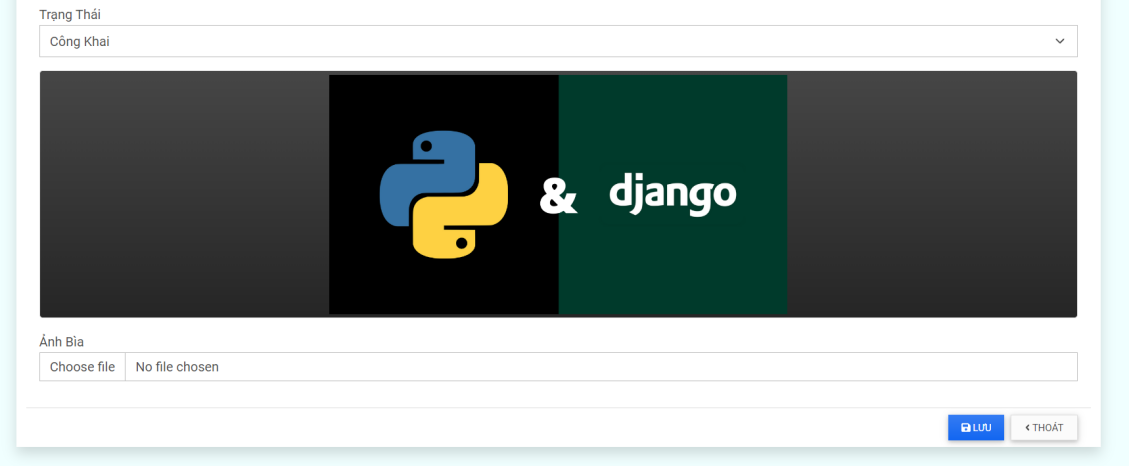 Trạng Thái
Công Khai
& django
Ảnh Bìa
Choose file No file chosen
LƯU THOÁT